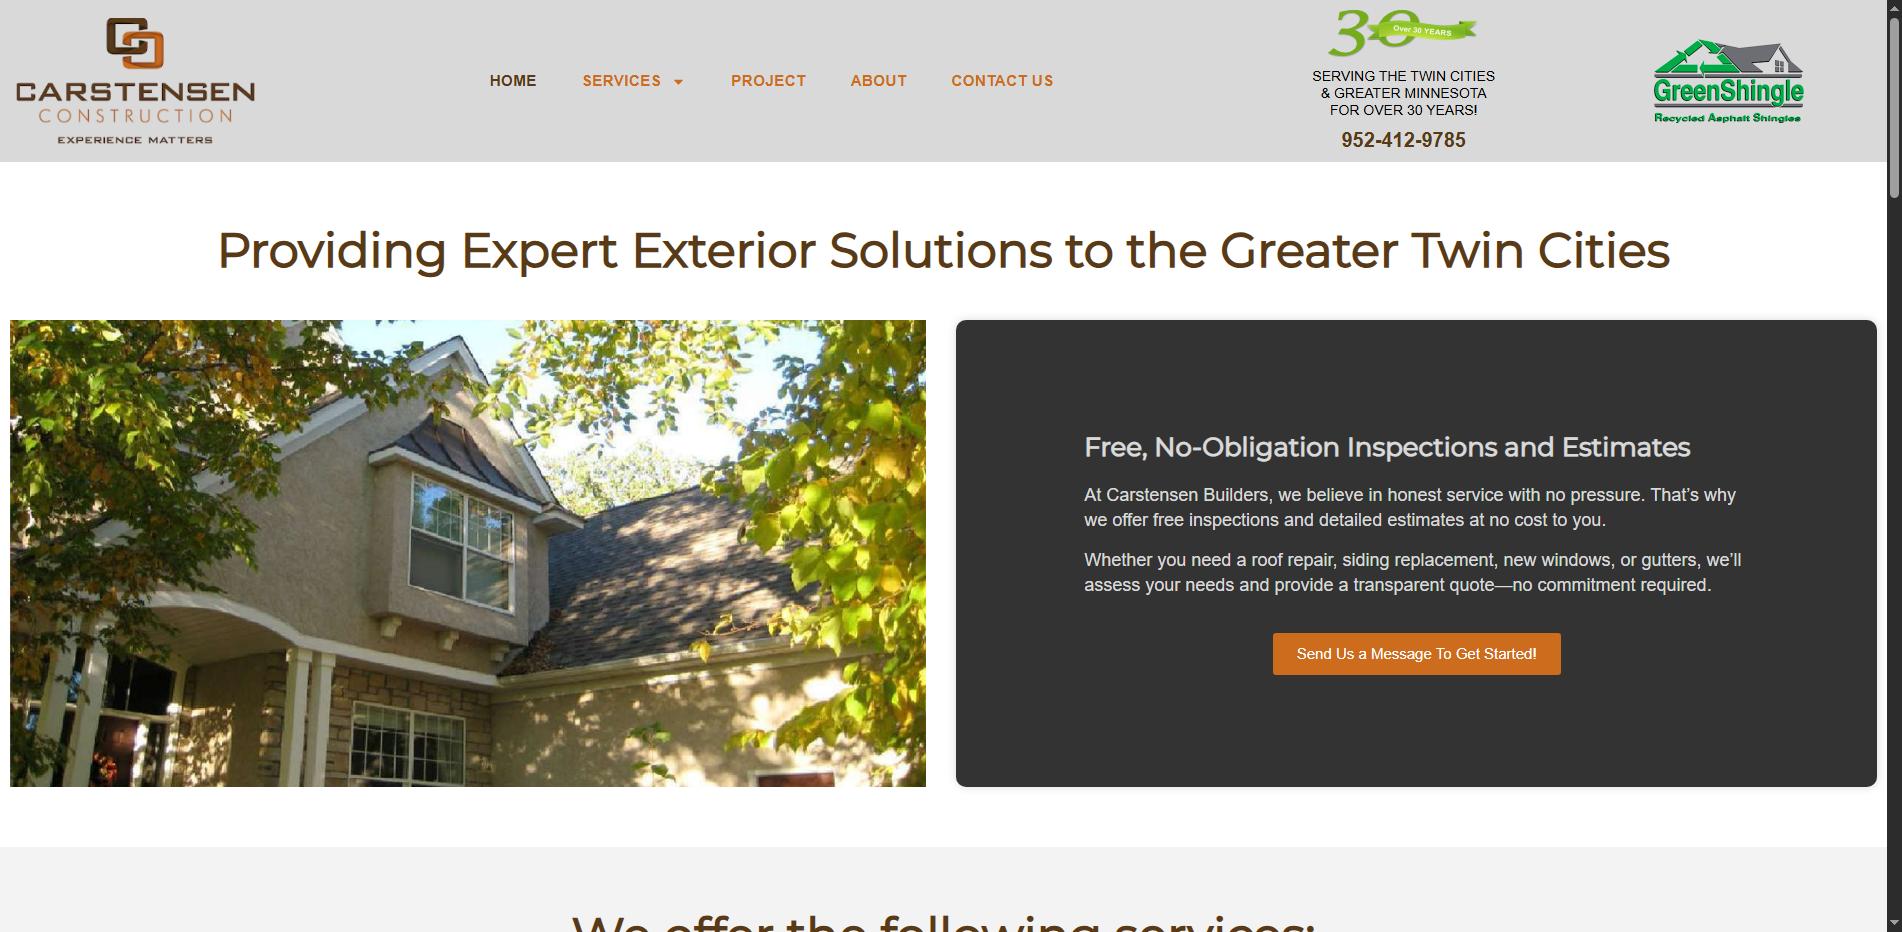 CARSTENSEN
CONSTRUCTION
EXPERIENCE MATTERS
HOME
SERVICES
PROJECT
ABOUT
CONTACT US
30
Over 30 YEARS
SERVING THE TWIN CITIES
& GREATER MINNESOTA
FOR OVER 30 YEARS!
952-412-9785
GreenShingle
Recycled Asphalt Shingles
Providing Expert Exterior Solutions to the Greater Twin Cities
Free, No-Obligation Inspections and Estimates
At Carstensen Builders, we believe in honest service with no pressure. That’s why
we offer free inspections and detailed estimates at no cost to you.
Whether you need a roof repair, siding replacement, new windows, or gutters, we’ll
assess your needs and provide a transparent quote—no commitment required.
Send Us a Message To Get Started!
We offer the following services: